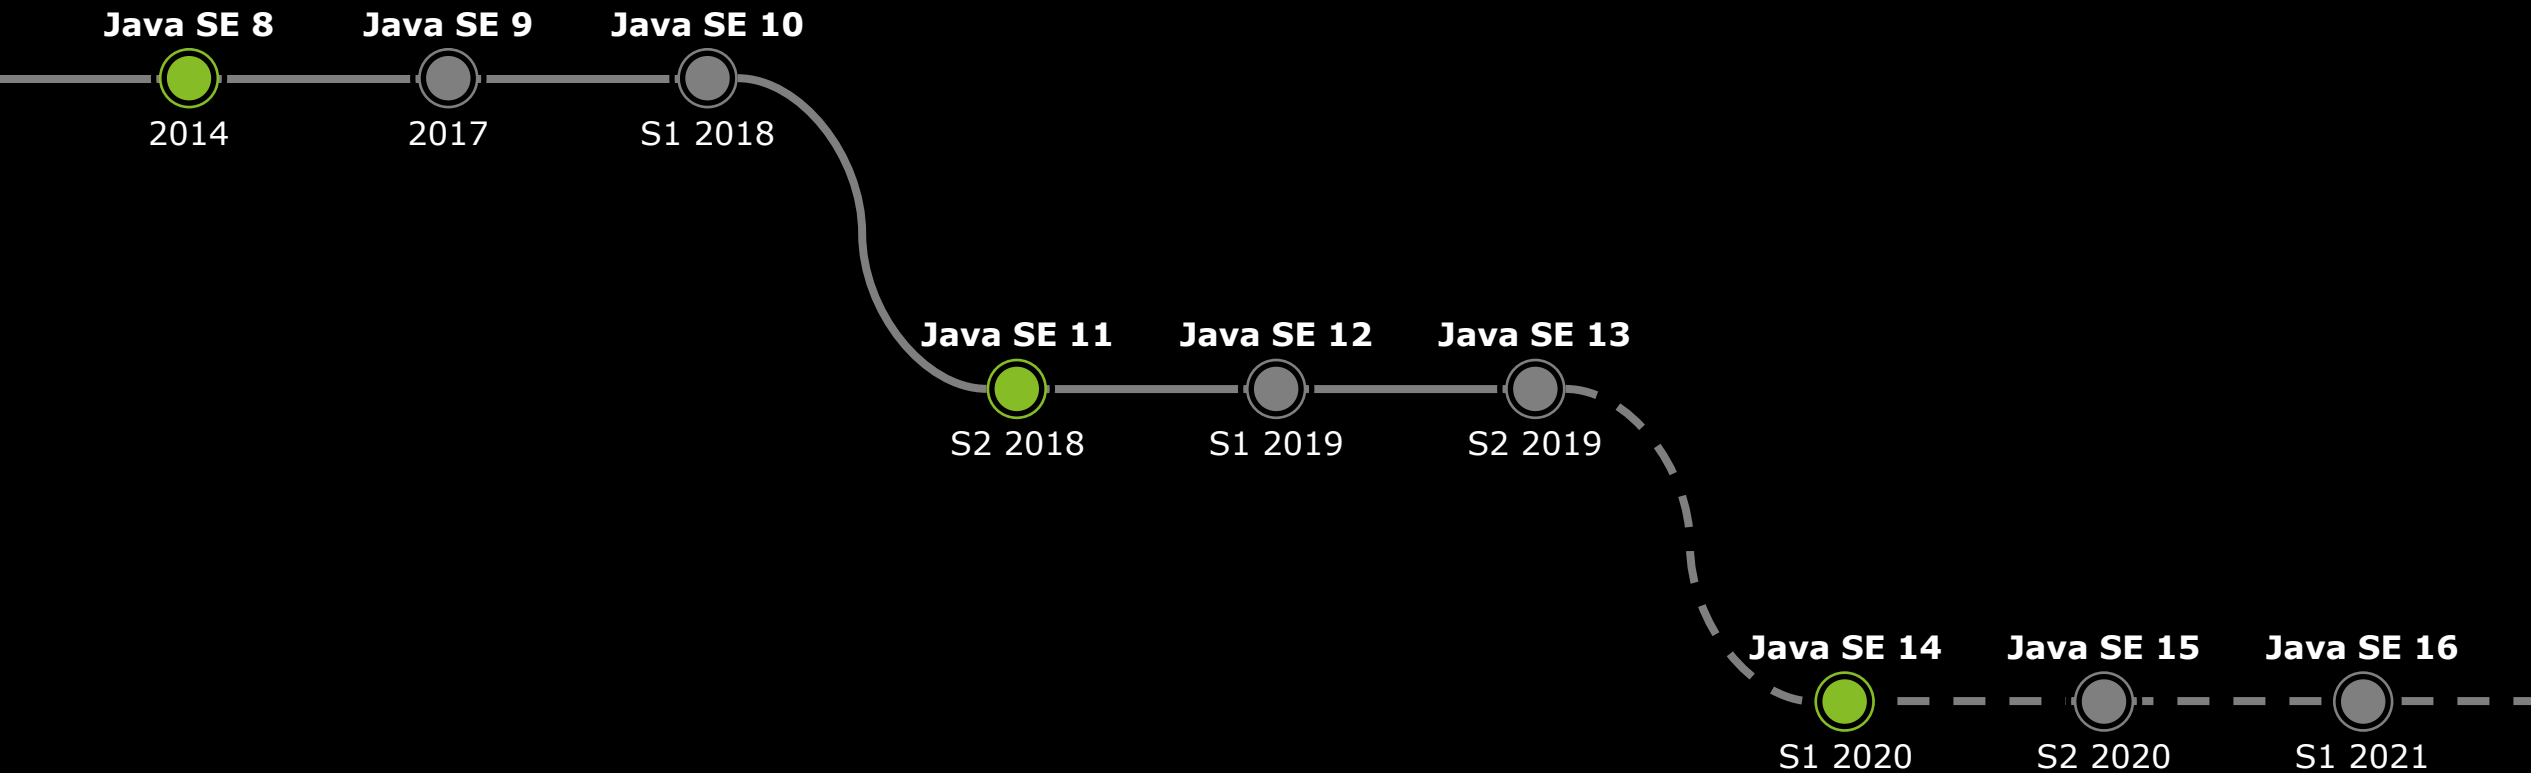 Java SE 8
Java SE 9
Java SE 10
2014
2017
S1 2018
Java SE 11
Java SE 12
Java SE 13
S2 2018
S1 2019
S2 2019
Java SE 14
Java SE 15
Java SE 16
S1 2020
S2 2020
S1 2021